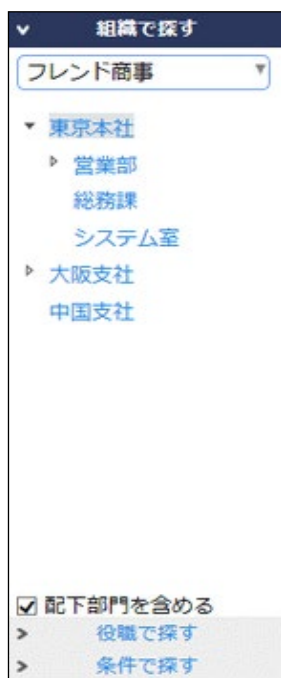 組織で探す
フレンド商事
東京本社
営業部
総務課
システム室
大阪支社
中国支社
配下部門を含める
役職で探す
条件で探す